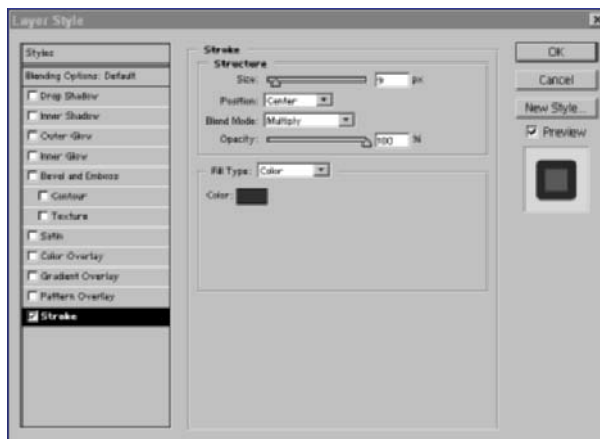 Layer Style
Styles
Blending Options: Default
Drop Shadow
Inner Shadow
Outer Glow
Inner Glow
Bevel and Emboss
Contour
Texture
Satin
Color Overlay
Gradient Overlay
Pattern Overlay
Stroke
Stroke
Structure
Size: 9 px
Position: Center
Blend Mode: Multiply
Opacity: 100 %
Fill Type: Color
Color:
OK
Cancel
New Style...
Preview